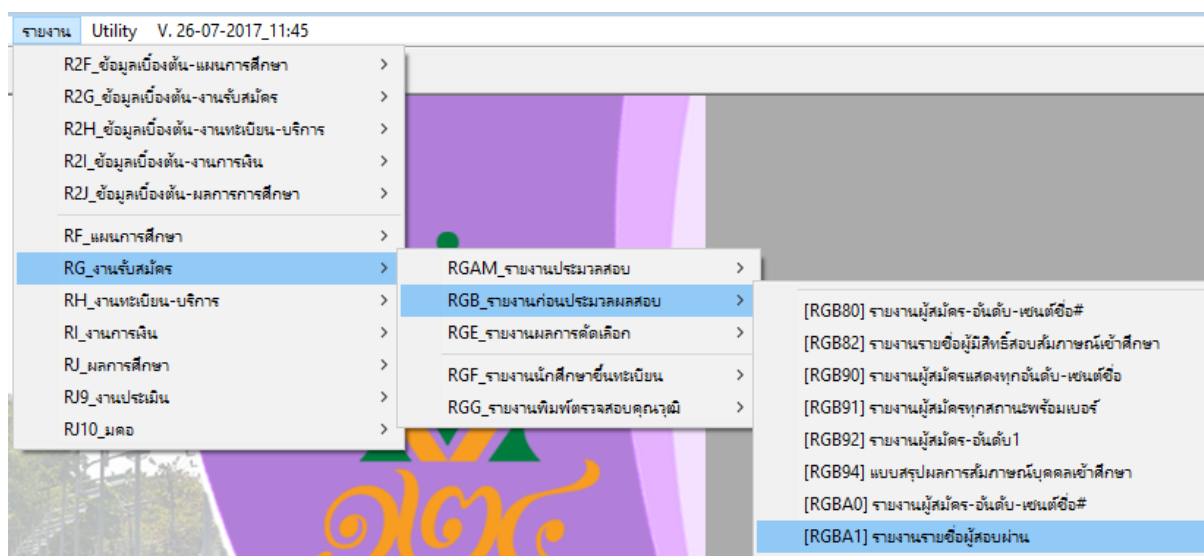 รายงาน Utility V. 26-07-2017_11:45
R2F_ข้อมูลเบื้องต้น-แผนการศึกษา
R2G_ข้อมูลเบื้องต้น-งานรับสมัคร
R2H_ข้อมูลเบื้องต้น-งานทะเบียน-บริการ
R2I_ข้อมูลเบื้องต้น-งานการเงิน
R2J_ข้อมูลเบื้องต้น-ผลการการศึกษา
RF_แผนการศึกษา
RG_งานรับสมัคร
RH_งานทะเบียน-บริการ
RI_งานการเงิน
RJ_ผลการศึกษา
RJ9_งานประเมิน
RJ10_มคอ
RGAM_รายงานประมวลสอบ
RGB_รายงานก่อนประมวลผลสอบ
RGE_รายงานผลการคัดเลือก
RGF_รายงานนักศึกษาขึ้นทะเบียน
RGG_รายงานพิมพ์ตรวจสอบคุณวุฒิ
[RGB80] รายงานผู้สมัคร-อันดับ-เซนต์ชื่อ#
[RGB82] รายงานรายชื่อผู้มีสิทธิ์สอบสัมภาษณ์เข้าศึกษา
[RGB90] รายงานผู้สมัครแสดงทุกอันดับ-เซนต์ชื่อ
[RGB91] รายงานผู้สมัครทุกสถานะพร้อมเบอร์
[RGB92] รายงานผู้สมัคร-อันดับ1
[RGB94] แบบสรุปผลการสัมภาษณ์บุคคลเข้าศึกษา
[RGBA0] รายงานผู้สมัคร-อันดับ-เซนต์ชื่อ#
[RGBA1] รายงานรายชื่อผู้สอบผ่าน
๑๒๔